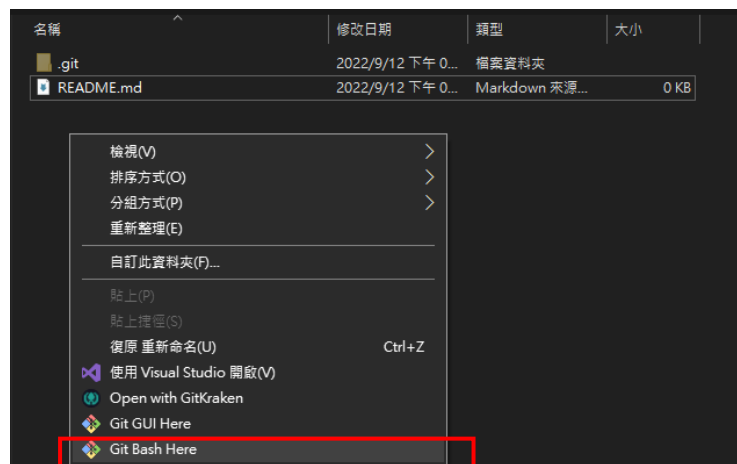 名稱 修改日期 類型 大小
.git 2022/9/12 下午 0... 檔案資料夾
README.md 2022/9/12 下午 0... Markdown 來源... 0 KB
檢視(V)
排序方式(O)
分組方式(P)
重新整理(E)
自訂此資料夾(F)...
貼上(P)
貼上捷徑(S)
復原 重新命名(U) Ctrl+Z
使用 Visual Studio 開啟(V)
Open with GitKraken
Git GUI Here
Git Bash Here